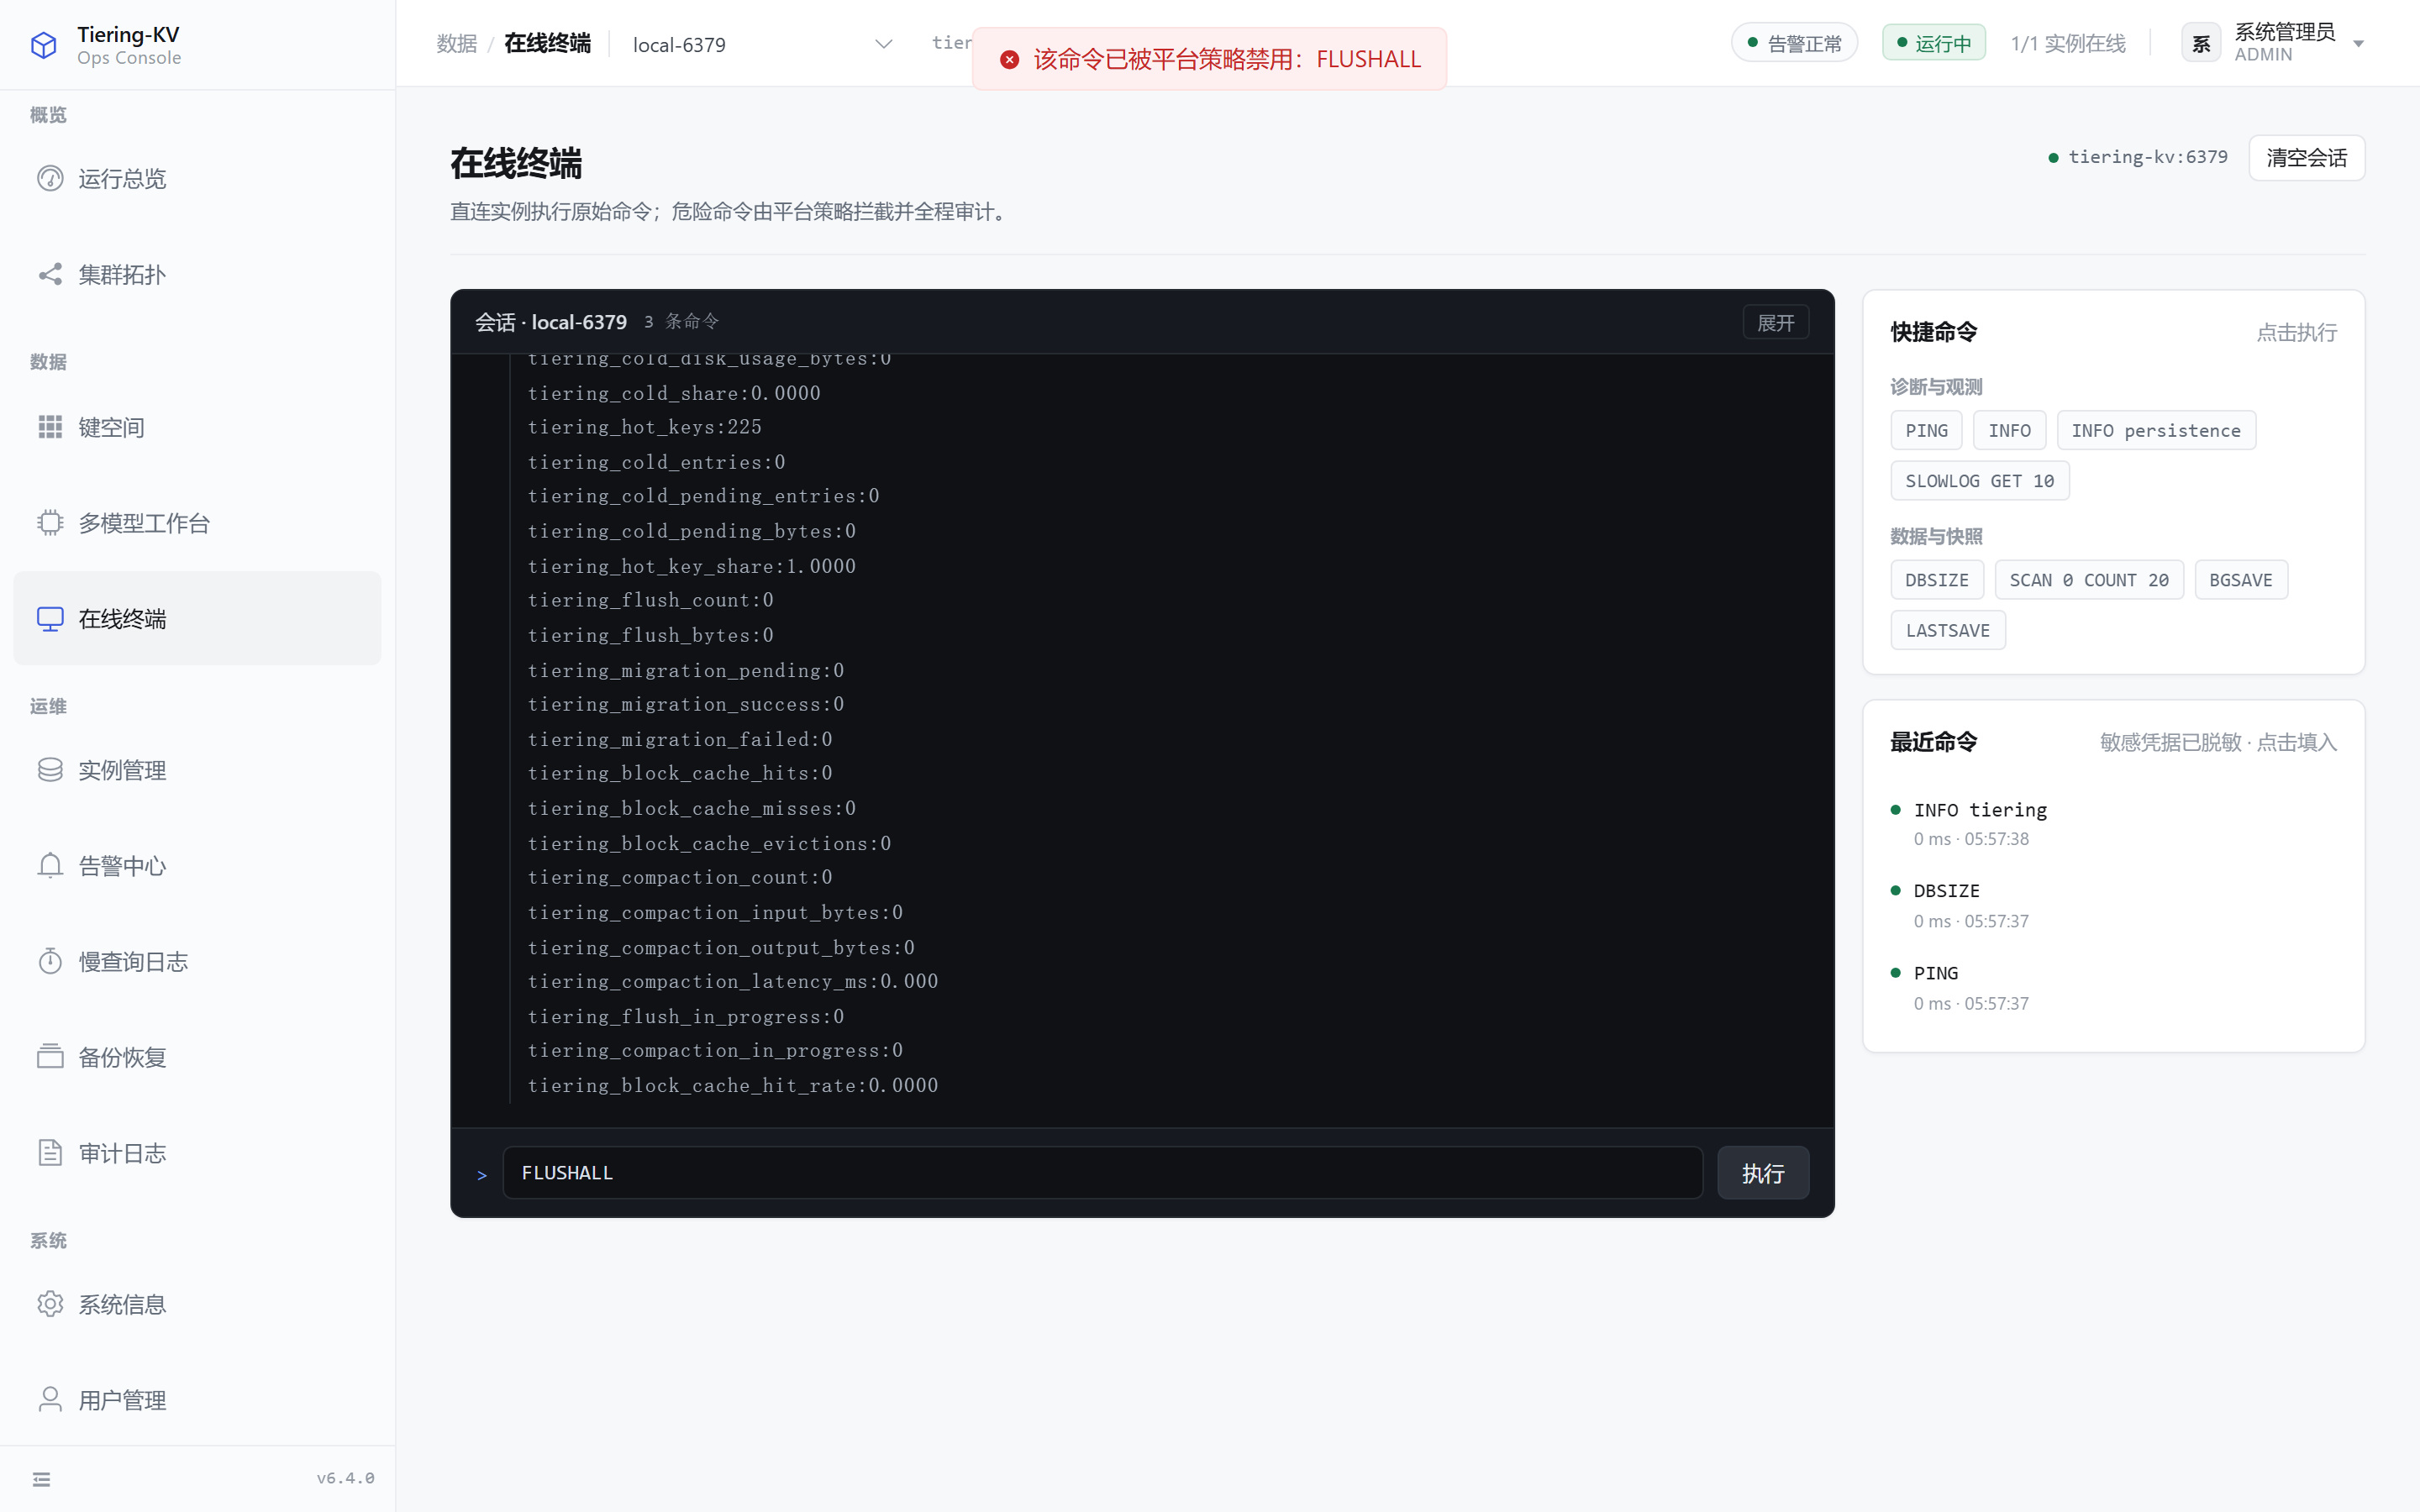 Tiering-KV
Ops Console
概览
运行总览
集群拓扑
数据
键空间
多模型工作台
在线终端
运维
实例管理
告警中心
慢查询日志
备份恢复
审计日志
系统
系统信息
用户管理
v6.4.0
数据 / 在线终端
local-6379
tier
该命令已被平台策略禁用：FLUSHALL
告警正常
运行中
1/1 实例在线
系
系统管理员
ADMIN
在线终端
直连实例执行原始命令；危险命令由平台策略拦截并全程审计。
tiering-kv:6379
清空会话
会话 · local-6379 3 条命令
展开
tiering_cold_disk_usage_bytes:0
tiering_cold_share:0.0000
tiering_hot_keys:225
tiering_cold_entries:0
tiering_cold_pending_entries:0
tiering_cold_pending_bytes:0
tiering_hot_key_share:1.0000
tiering_flush_count:0
tiering_flush_bytes:0
tiering_migration_pending:0
tiering_migration_success:0
tiering_migration_failed:0
tiering_block_cache_hits:0
tiering_block_cache_misses:0
tiering_block_cache_evictions:0
tiering_compaction_count:0
tiering_compaction_input_bytes:0
tiering_compaction_output_bytes:0
tiering_compaction_latency_ms:0.000
tiering_flush_in_progress:0
tiering_compaction_in_progress:0
tiering_block_cache_hit_rate:0.0000
> FLUSHALL
执行
快捷命令
点击执行
诊断与观测
PING
INFO
INFO persistence
SLOWLOG GET 10
数据与快照
DBSIZE
SCAN 0 COUNT 20
BGSAVE
LASTSAVE
最近命令
敏感凭据已脱敏 · 点击填入
INFO tiering
0 ms · 05:57:38
DBSIZE
0 ms · 05:57:37
PING
0 ms · 05:57:37